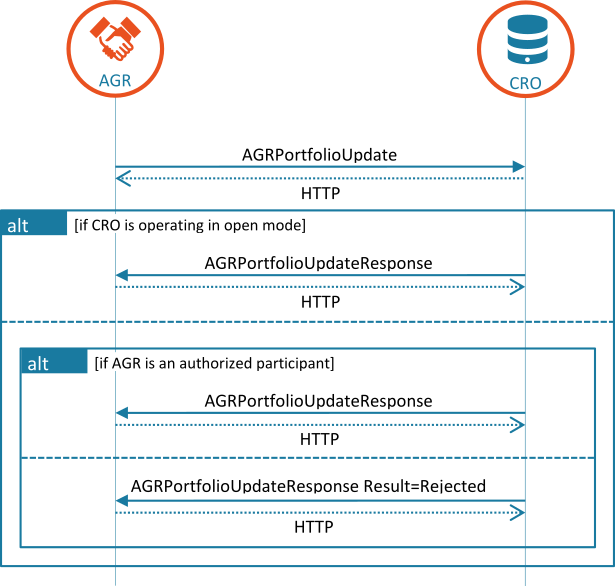 AGR
CRO
AGRPortfolioUpdate
HTTP
alt
[if CRO is operating in open mode]
AGRPortfolioUpdateResponse
HTTP
alt
[if AGR is an authorized participant]
AGRPortfolioUpdateResponse
HTTP
AGRPortfolioUpdateResponse Result=Rejected
HTTP